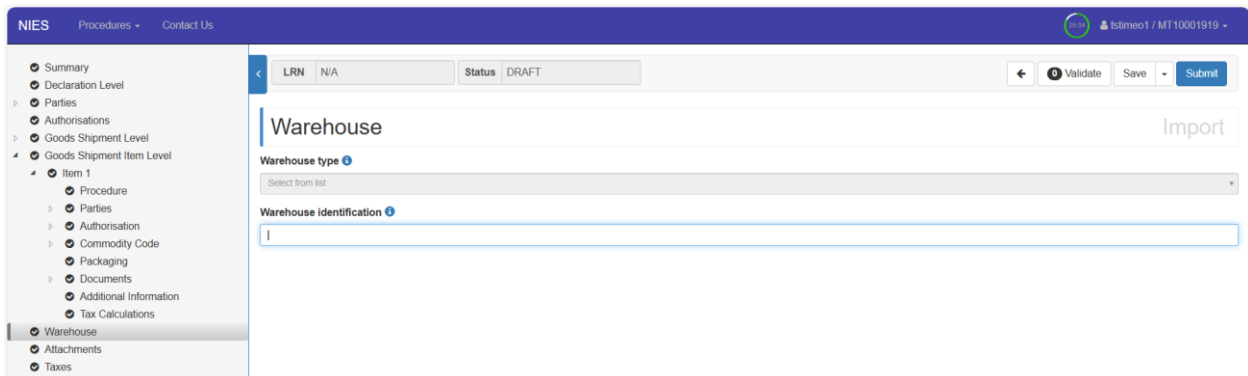 NIES Procedures Contact Us 25:04 tstimeo1 / MT10001919
Summary
Declaration Level
Parties
Authorisations
Goods Shipment Level
Goods Shipment Item Level
Item 1
Procedure
Parties
Authorisation
Commodity Code
Packaging
Documents
Additional Information
Tax Calculations
Warehouse
Attachments
Taxes
LRN N/A Status DRAFT 0 Validate Save Submit
Warehouse Import
Warehouse type
Select from list
Warehouse identification